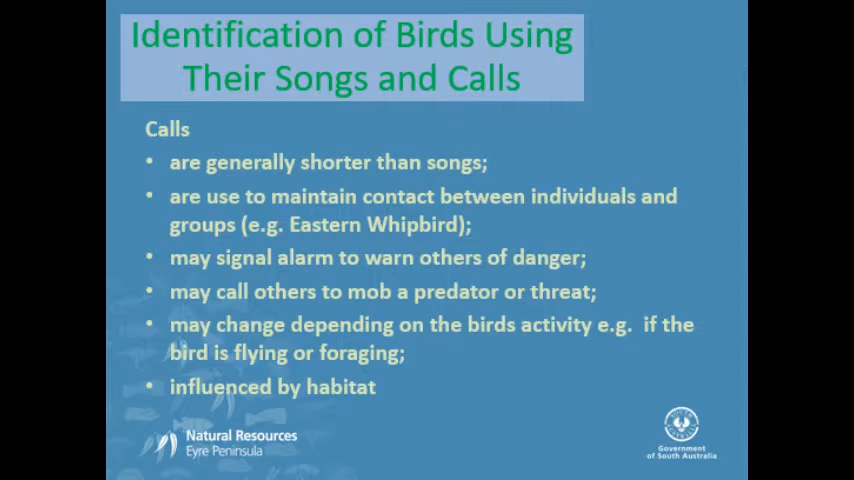 Identification of Birds Using
Their Songs and Calls
Calls
• are generally shorter than songs;
• are use to maintain contact between individuals and
groups (e.g. Eastern Whipbird);
• may signal alarm to warn others of danger;
• may call others to mob a predator or threat;
• may change depending on the birds activity e.g. if the
bird is flying or foraging;
• influenced by habitat
Natural Resources
Eyre Peninsula
SOUTH
AUSTRALIA
Government
of South Australia